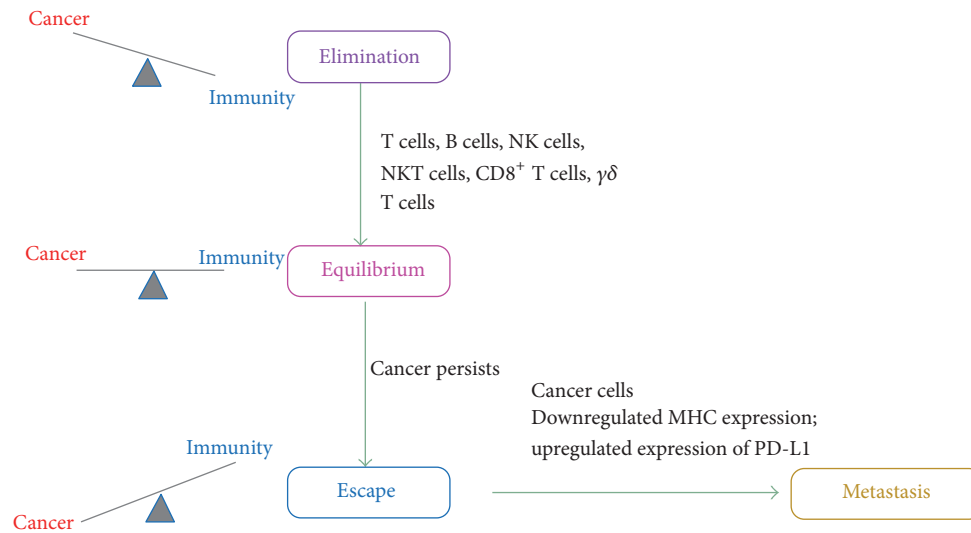 Cancer
Immunity
Elimination
T cells, B cells, NK cells,
NKT cells, CD8⁺ T cells, γδ
T cells
Cancer
Immunity
Equilibrium
Cancer persists
Cancer cells
Downregulated MHC expression;
upregulated expression of PD-L1
Immunity
Cancer
Escape
Metastasis